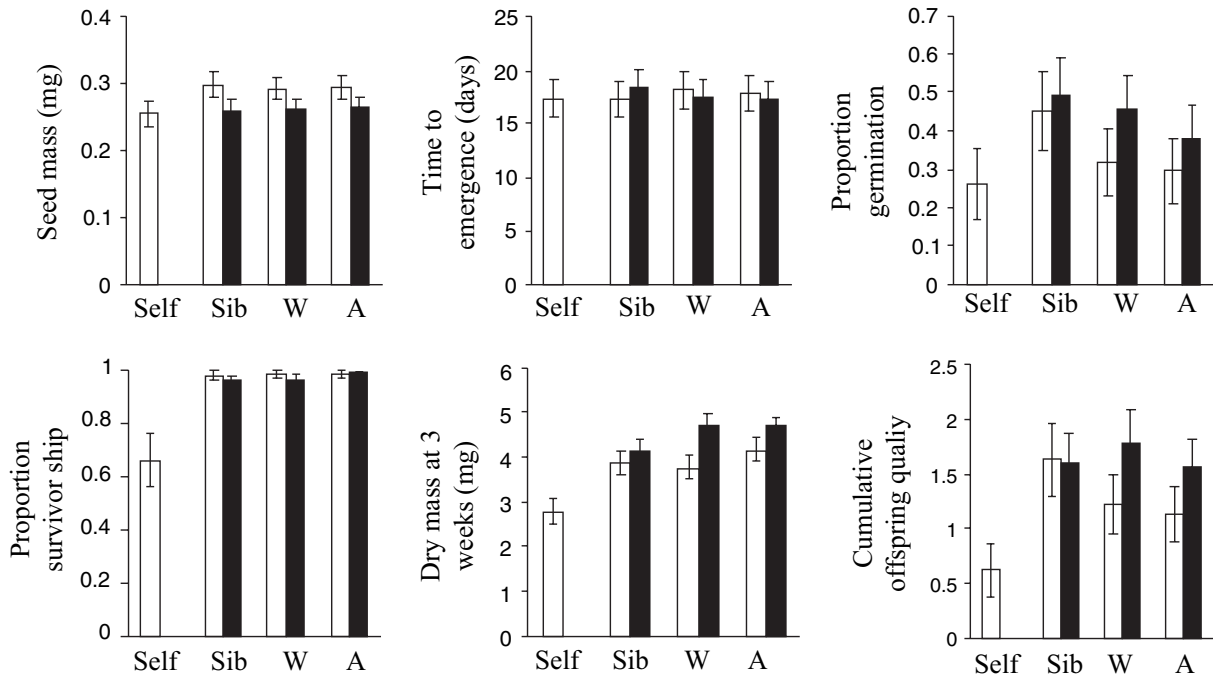 Seed mass (mg)
0.4
0.3
0.2
0.1
0
Self Sib W A
Time to
emergence (days)
25
20
15
10
5
0
Self Sib W A
Proportion
germination
0.7
0.6
0.5
0.4
0.3
0.2
0.1
0
Self Sib W A
Proportion
survivor ship
1
0.8
0.6
0.4
0.2
0
Self Sib W A
Dry mass at 3
weeks (mg)
6
5
4
3
2
1
0
Self Sib W A
Cumulative
offspring qualiy
2.5
2
1.5
1
0.5
0
Self Sib W A